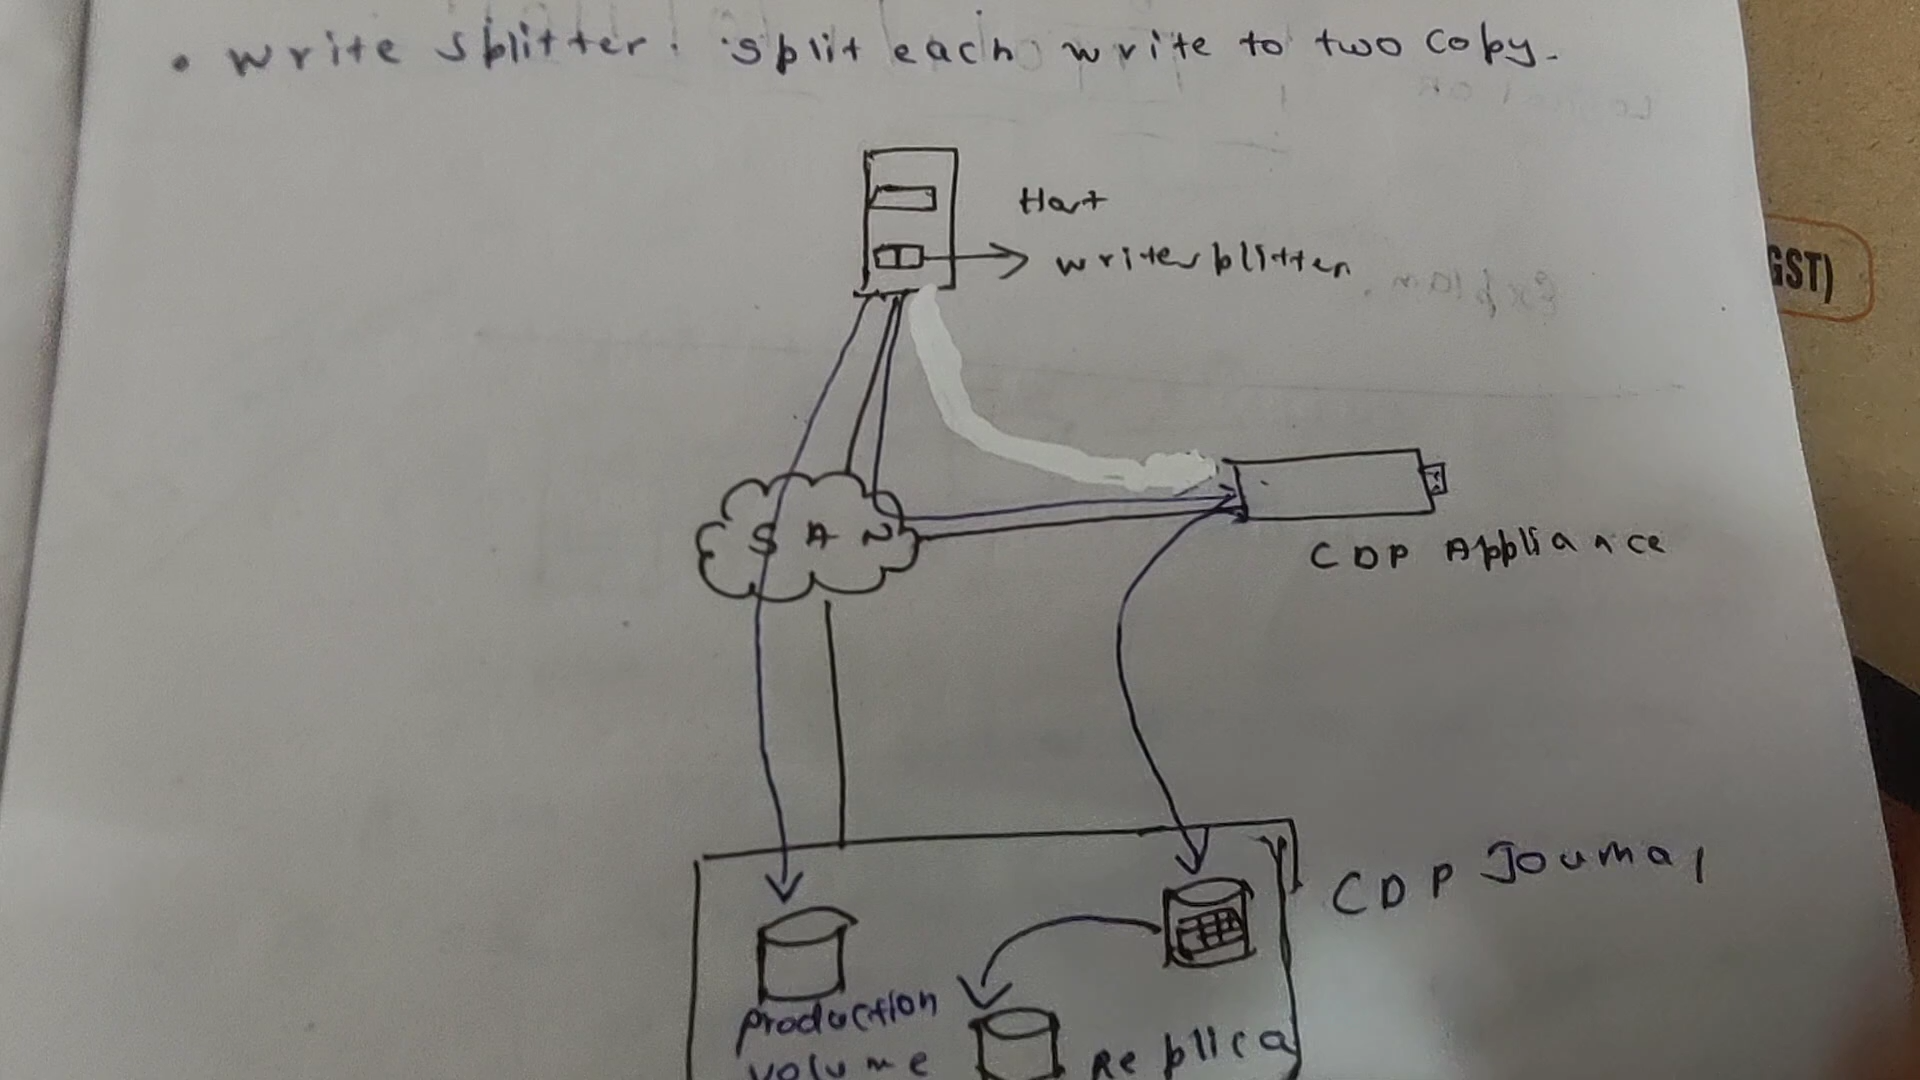 • write splitter. split each write to two copy.
Host
write splitter
GST)
S A N
CDP Appliance
CDP Journal
production
volume
Replica